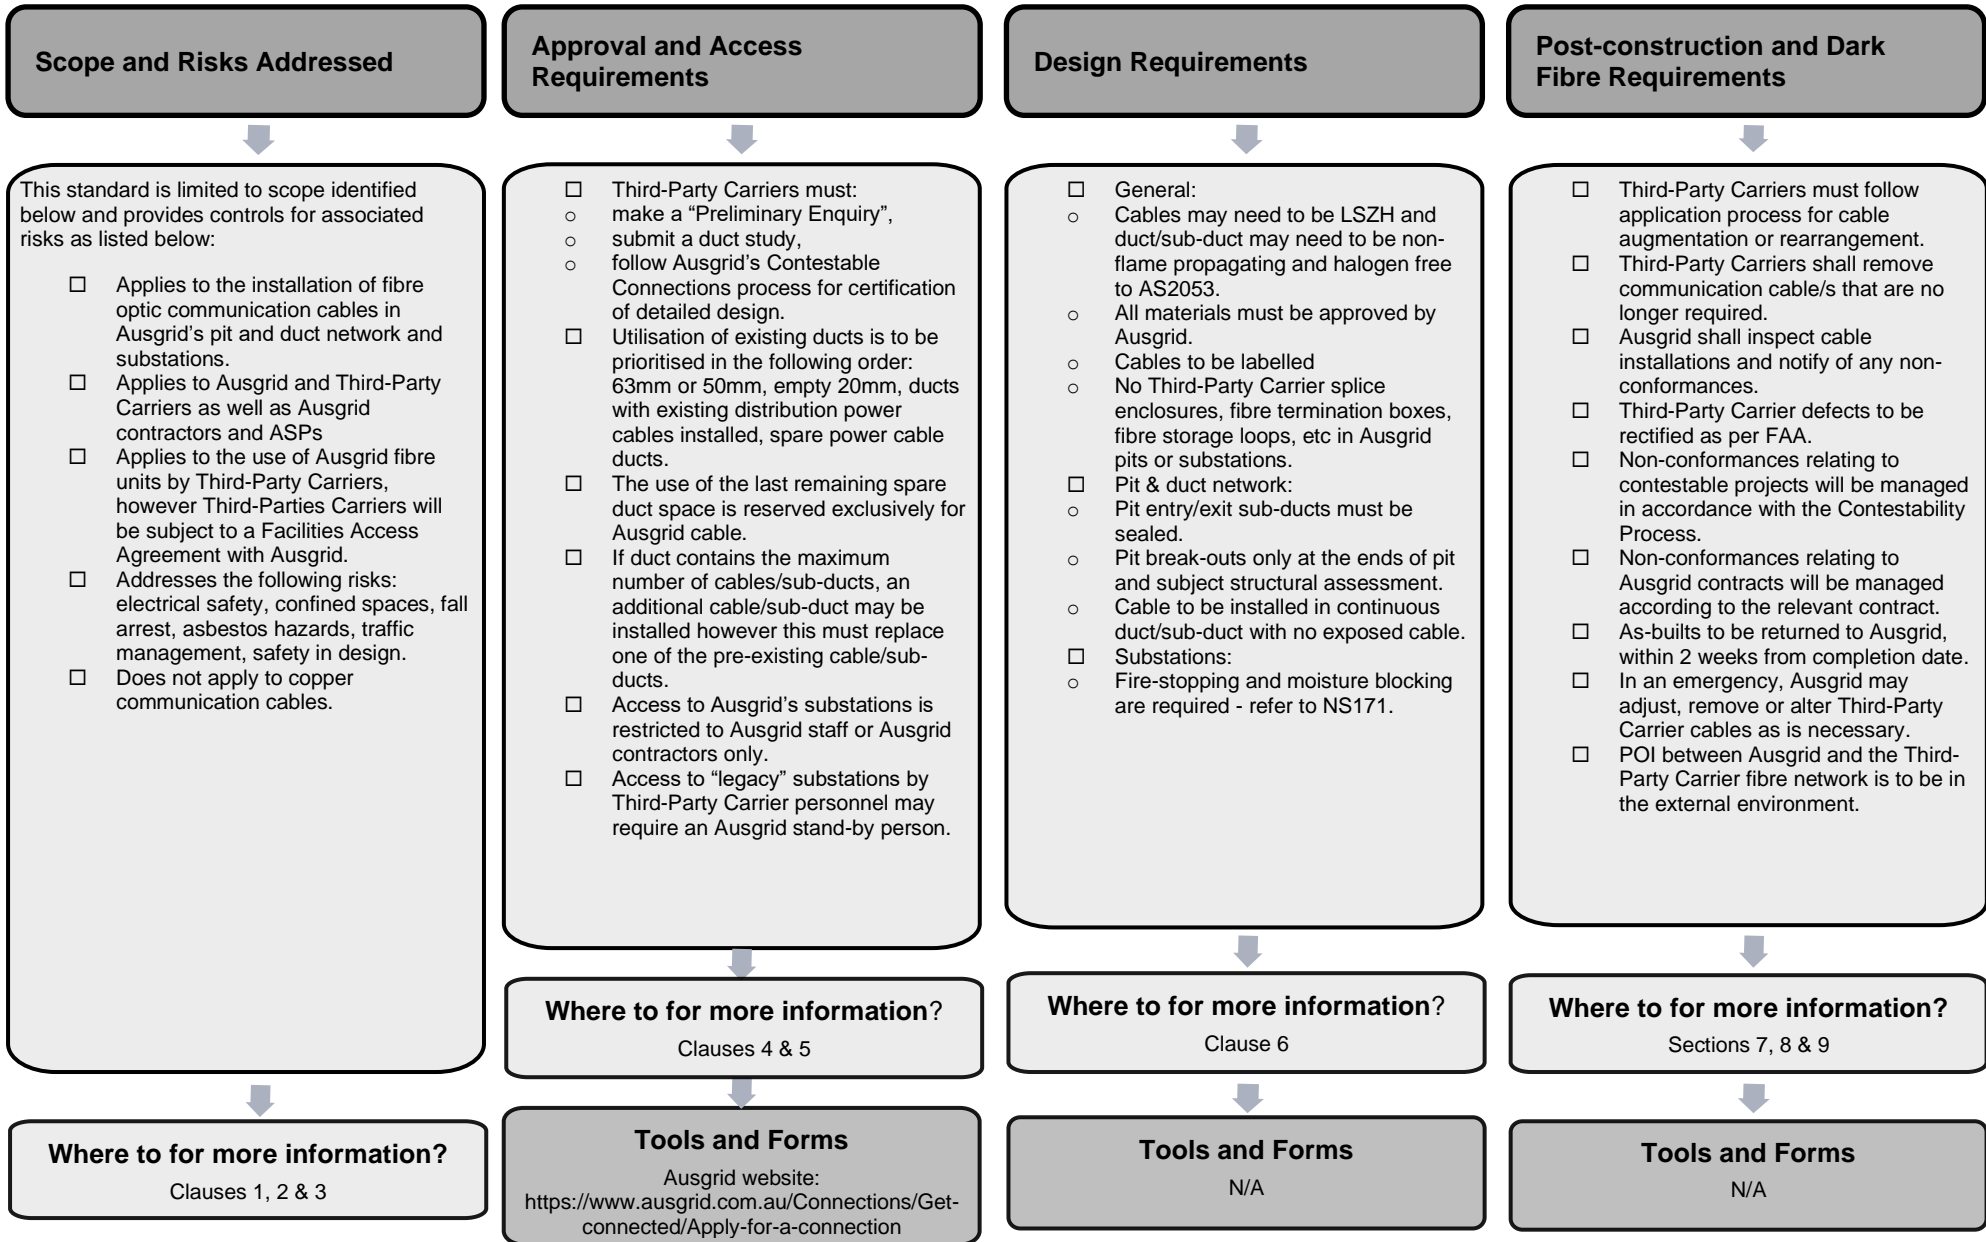 Scope and Risks Addressed
This standard is limited to scope identified
below and provides controls for associated
risks as listed below:
☐ Applies to the installation of fibre
optic communication cables in
Ausgrid’s pit and duct network and
substations.
☐ Applies to Ausgrid and Third-Party
Carriers as well as Ausgrid
contractors and ASPs
☐ Applies to the use of Ausgrid fibre
units by Third-Party Carriers,
however Third-Parties Carriers will
be subject to a Facilities Access
Agreement with Ausgrid.
☐ Addresses the following risks:
electrical safety, confined spaces, fall
arrest, asbestos hazards, traffic
management, safety in design.
☐ Does not apply to copper
communication cables.
Where to for more information?
Clauses 1, 2 & 3
Approval and Access
Requirements
☐ Third-Party Carriers must:
o make a “Preliminary Enquiry”,
o submit a duct study,
o follow Ausgrid’s Contestable
Connections process for certification
of detailed design.
☐ Utilisation of existing ducts is to be
prioritised in the following order:
63mm or 50mm, empty 20mm, ducts
with existing distribution power
cables installed, spare power cable
ducts.
☐ The use of the last remaining spare
duct space is reserved exclusively for
Ausgrid cable.
☐ If duct contains the maximum
number of cables/sub-ducts, an
additional cable/sub-duct may be
installed however this must replace
one of the pre-existing cable/sub-
ducts.
☐ Access to Ausgrid’s substations is
restricted to Ausgrid staff or Ausgrid
contractors only.
☐ Access to “legacy” substations by
Third-Party Carrier personnel may
require an Ausgrid stand-by person.
Where to for more information?
Clauses 4 & 5
Tools and Forms
Ausgrid website:
https://www.ausgrid.com.au/Connections/Get-
connected/Apply-for-a-connection
Design Requirements
☐ General:
o Cables may need to be LSZH and
duct/sub-duct may need to be non-
flame propagating and halogen free
to AS2053.
o All materials must be approved by
Ausgrid.
o Cables to be labelled
o No Third-Party Carrier splice
enclosures, fibre termination boxes,
fibre storage loops, etc in Ausgrid
pits or substations.
☐ Pit & duct network:
o Pit entry/exit sub-ducts must be
sealed.
o Pit break-outs only at the ends of pit
and subject structural assessment.
o Cable to be installed in continuous
duct/sub-duct with no exposed cable.
☐ Substations:
o Fire-stopping and moisture blocking
are required - refer to NS171.
Where to for more information?
Clause 6
Tools and Forms
N/A
Post-construction and Dark
Fibre Requirements
☐ Third-Party Carriers must follow
application process for cable
augmentation or rearrangement.
☐ Third-Party Carriers shall remove
communication cable/s that are no
longer required.
☐ Ausgrid shall inspect cable
installations and notify of any non-
conformances.
☐ Third-Party Carrier defects to be
rectified as per FAA.
☐ Non-conformances relating to
contestable projects will be managed
in accordance with the Contestability
Process.
☐ Non-conformances relating to
Ausgrid contracts will be managed
according to the relevant contract.
☐ As-builts to be returned to Ausgrid,
within 2 weeks from completion date.
☐ In an emergency, Ausgrid may
adjust, remove or alter Third-Party
Carrier cables as is necessary.
☐ POI between Ausgrid and the Third-
Party Carrier fibre network is to be in
the external environment.
Where to for more information?
Sections 7, 8 & 9
Tools and Forms
N/A